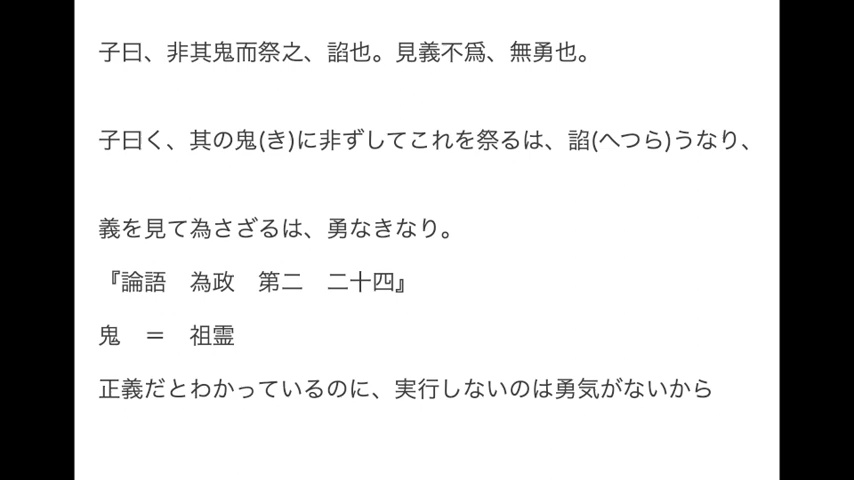 子曰、非其鬼而祭之、諂也。見義不爲、無勇也。
子曰く、其の鬼(き)に非ずしてこれを祭るは、諂(へつら)うなり、
義を見て為さざるは、勇なきなり。
『論語　為政　第二　二十四』
鬼　＝　祖霊
正義だとわかっているのに、実行しないのは勇気がないから